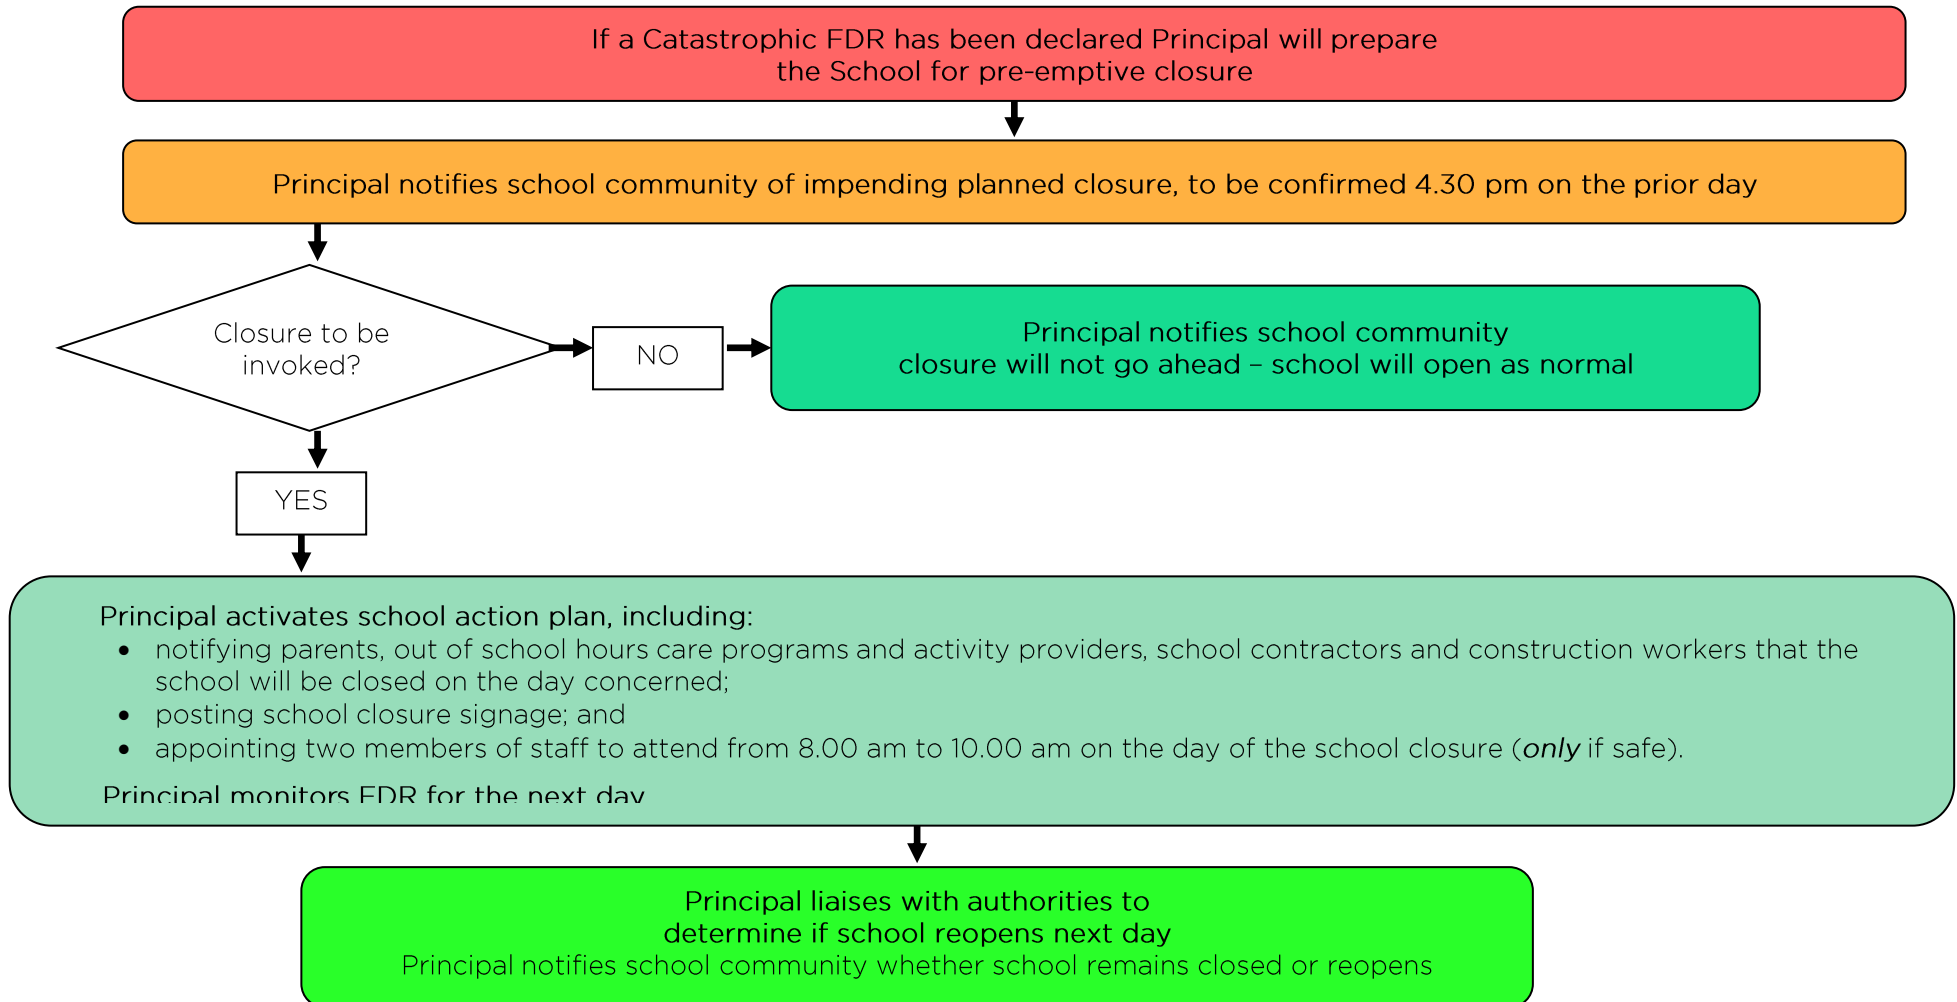 If a Catastrophic FDR has been declared Principal will prepare
the School for pre-emptive closure
Principal notifies school community of impending planned closure, to be confirmed 4.30 pm on the prior day
Closure to be
invoked?
NO
Principal notifies school community
closure will not go ahead – school will open as normal
YES
Principal activates school action plan, including:
• notifying parents, out of school hours care programs and activity providers, school contractors and construction workers that the
school will be closed on the day concerned;
• posting school closure signage; and
• appointing two members of staff to attend from 8.00 am to 10.00 am on the day of the school closure (only if safe).
Principal monitors FDR for the next day
Principal liaises with authorities to
determine if school reopens next day
Principal notifies school community whether school remains closed or reopens